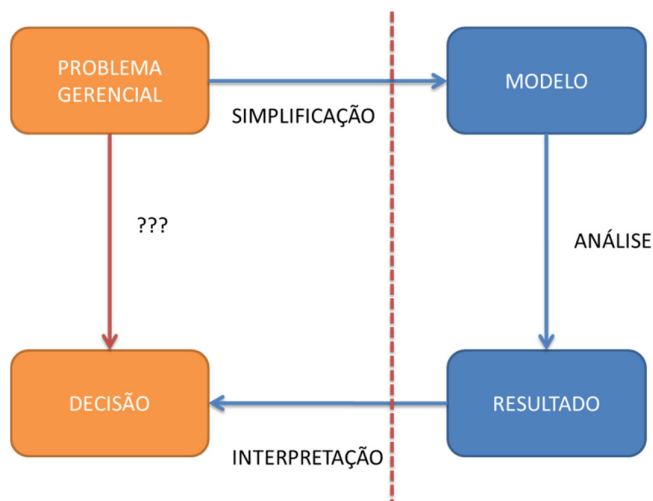 PROBLEMA
GERENCIAL
MODELO
SIMPLIFICAÇÃO
???
ANÁLISE
DECISÃO
RESULTADO
INTERPRETAÇÃO